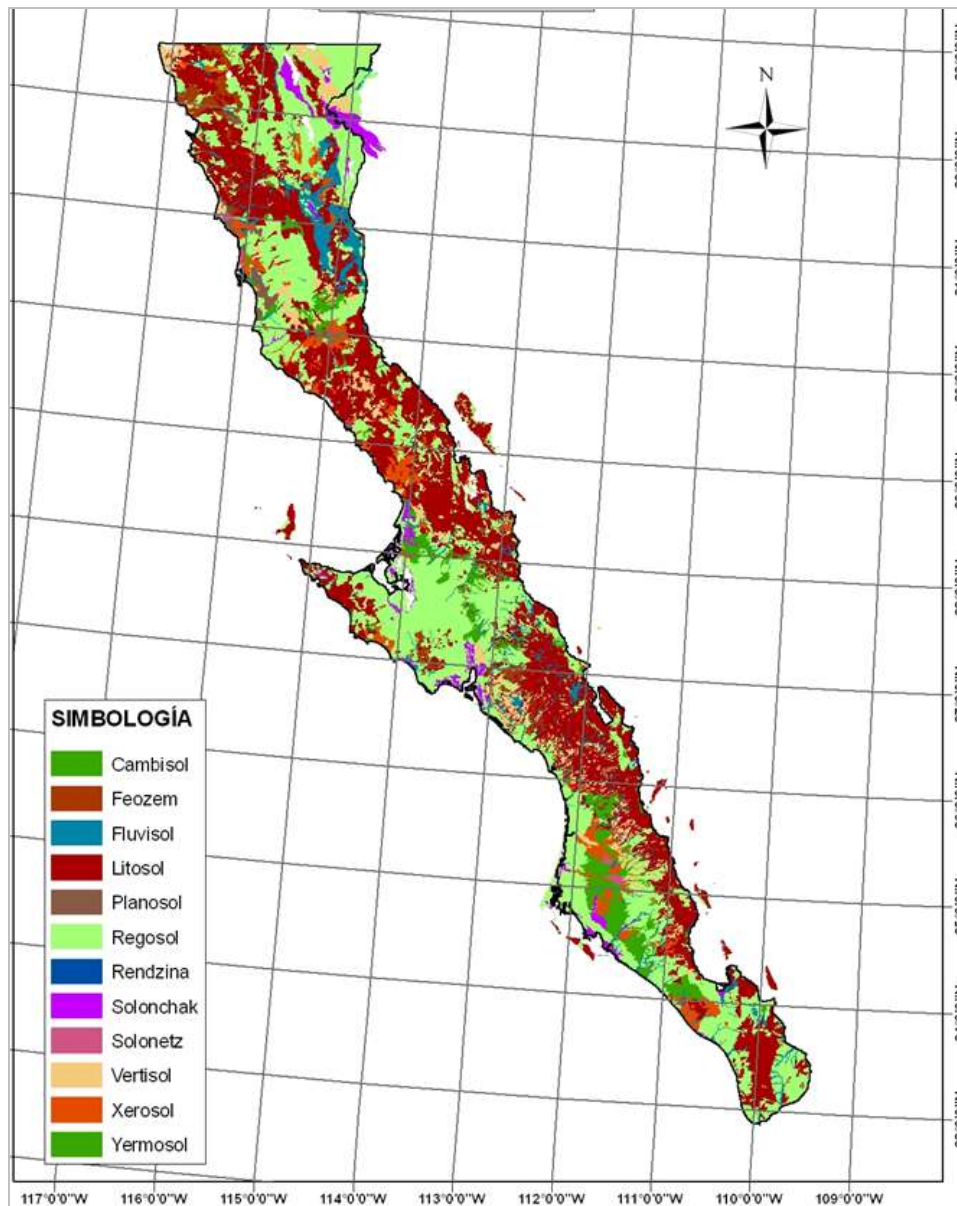 N
SIMBOLOGÍA
Cambisol
Feozem
Fluvisol
Litosol
Planosol
Regosol
Rendzina
Solonchak
Solonetz
Vertisol
Xerosol
Yermosol
117°0'0"W 116°0'0"W 115°0'0"W 114°0'0"W 113°0'0"W 112°0'0"W 111°0'0"W 110°0'0"W 109°0'0"W